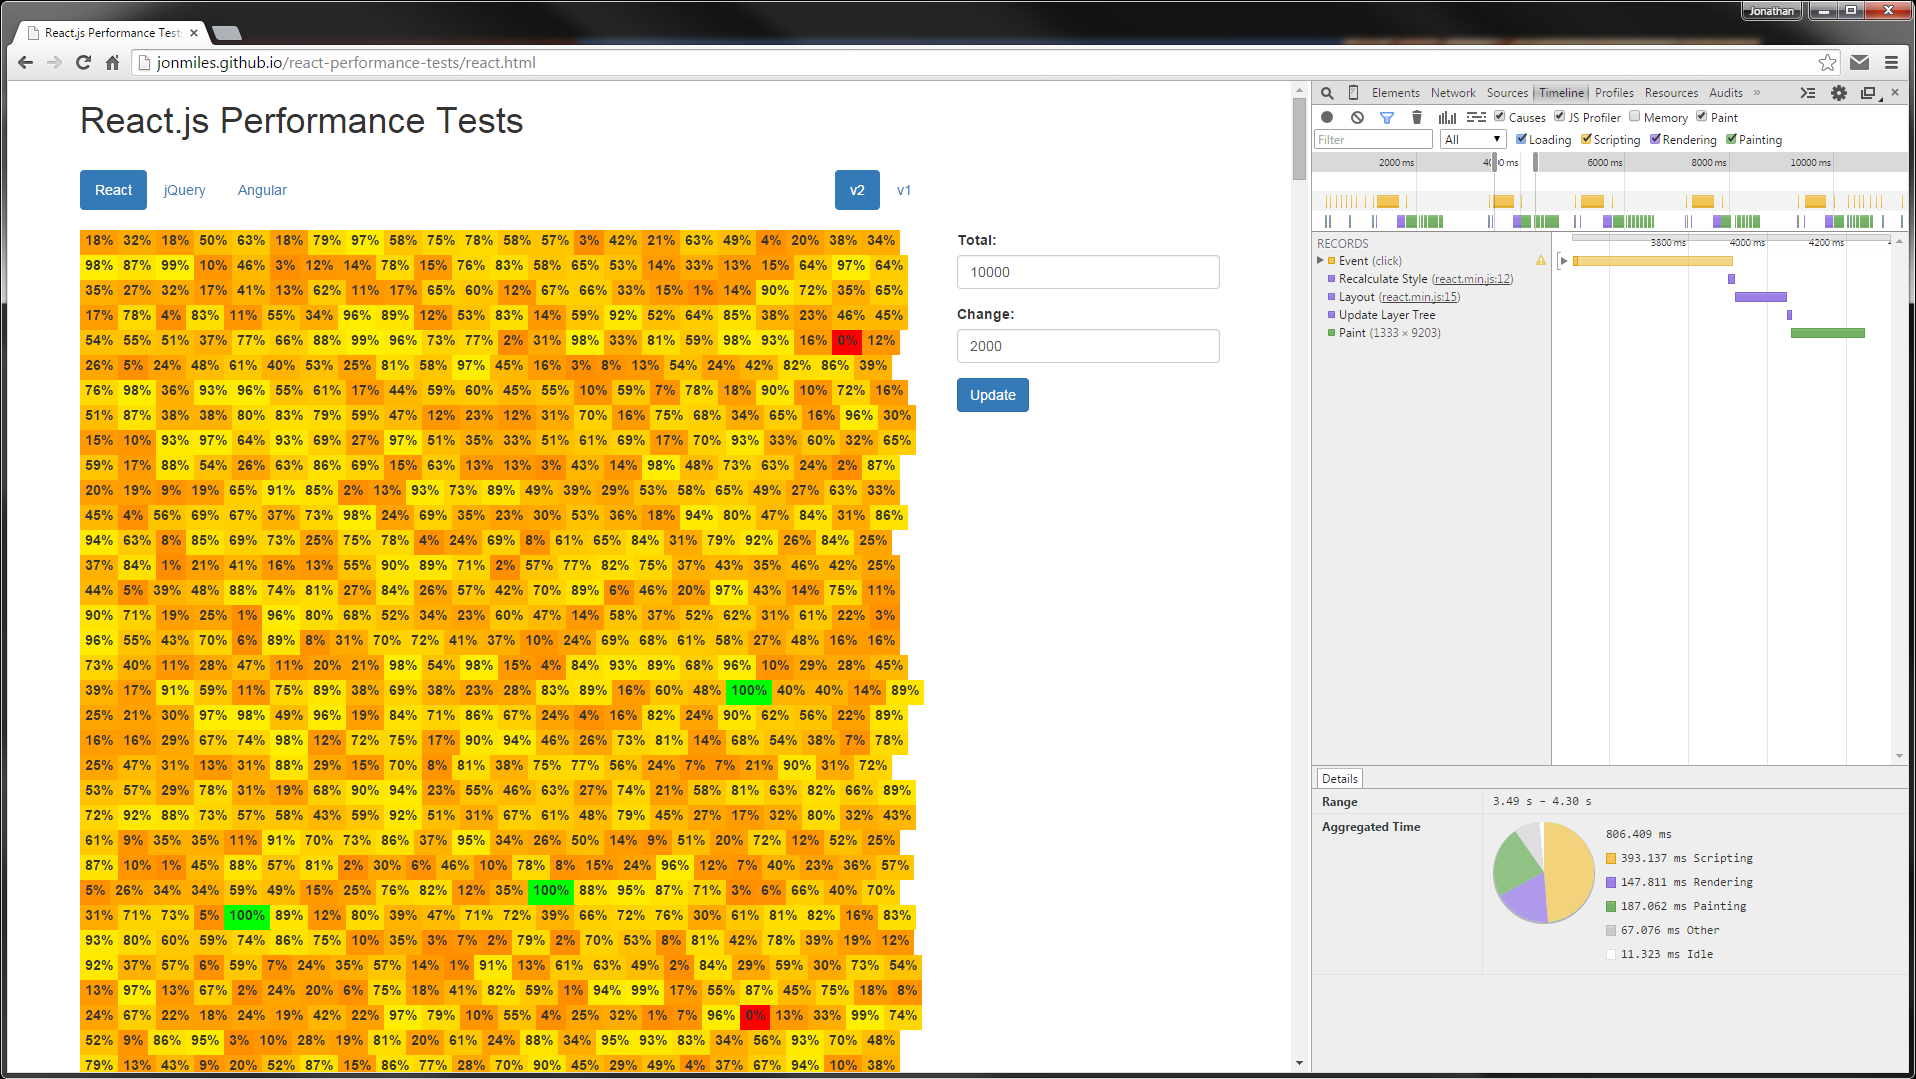 Jonathan
React.js Performance Test
jonmiles.github.io/react-performance-tests/react.html
React.js Performance Tests
React jQuery Angular v2 v1
18% 32% 18% 50% 63% 18% 79% 97% 58% 75% 78% 58% 57% 3% 42% 21% 63% 49% 4% 20% 38% 34%
98% 87% 99% 10% 46% 3% 12% 14% 78% 15% 76% 83% 58% 65% 53% 14% 33% 13% 15% 64% 97% 64%
35% 27% 32% 17% 41% 13% 62% 11% 17% 65% 60% 12% 67% 66% 33% 15% 1% 14% 90% 72% 35% 65%
17% 78% 4% 83% 11% 55% 34% 96% 89% 12% 53% 83% 14% 59% 92% 52% 64% 85% 38% 23% 46% 45%
54% 55% 51% 37% 77% 66% 88% 99% 96% 73% 77% 2% 31% 98% 33% 81% 59% 98% 93% 16% 0% 12%
26% 5% 24% 48% 61% 40% 53% 25% 81% 58% 97% 45% 16% 3% 8% 13% 54% 24% 42% 82% 86% 39%
76% 98% 36% 93% 96% 55% 61% 17% 44% 59% 60% 45% 55% 10% 59% 7% 78% 18% 90% 10% 72% 16%
51% 87% 38% 38% 80% 83% 79% 59% 47% 12% 23% 12% 31% 70% 16% 75% 68% 34% 65% 16% 96% 30%
15% 10% 93% 97% 64% 93% 69% 27% 97% 51% 35% 33% 51% 61% 69% 17% 70% 93% 33% 60% 32% 65%
59% 17% 88% 54% 26% 63% 86% 69% 15% 63% 13% 13% 3% 43% 14% 98% 48% 73% 63% 24% 2% 87%
20% 19% 9% 19% 65% 91% 85% 2% 13% 93% 73% 89% 49% 39% 29% 53% 58% 65% 49% 27% 63% 33%
45% 4% 56% 69% 67% 37% 73% 98% 24% 69% 35% 23% 30% 53% 36% 18% 94% 80% 47% 84% 31% 86%
94% 63% 8% 85% 69% 73% 25% 75% 78% 4% 24% 69% 8% 61% 65% 84% 31% 79% 92% 26% 84% 25%
37% 84% 1% 21% 41% 16% 13% 55% 90% 89% 71% 2% 57% 77% 82% 75% 37% 43% 35% 46% 42% 25%
44% 5% 39% 48% 88% 74% 81% 27% 84% 26% 57% 42% 70% 89% 6% 46% 20% 97% 43% 14% 75% 11%
90% 71% 19% 25% 1% 96% 80% 68% 52% 34% 23% 60% 47% 14% 58% 37% 52% 62% 31% 61% 22% 3%
96% 55% 43% 70% 6% 89% 8% 31% 70% 72% 41% 37% 10% 24% 69% 68% 61% 58% 27% 48% 16% 16%
73% 40% 11% 28% 47% 11% 20% 21% 98% 54% 98% 15% 4% 84% 93% 89% 68% 96% 10% 29% 28% 45%
39% 17% 91% 59% 11% 75% 89% 38% 69% 38% 23% 28% 83% 89% 16% 60% 48% 100% 40% 40% 14% 89%
25% 21% 30% 97% 98% 49% 96% 19% 84% 71% 86% 67% 24% 4% 16% 82% 24% 90% 62% 56% 22% 89%
16% 16% 29% 67% 74% 98% 12% 72% 75% 17% 90% 94% 46% 26% 73% 81% 14% 68% 54% 38% 7% 78%
25% 47% 31% 13% 31% 88% 29% 15% 70% 8% 81% 38% 75% 77% 56% 24% 7% 7% 21% 90% 31% 72%
53% 57% 29% 78% 31% 19% 68% 90% 94% 23% 55% 46% 63% 27% 74% 21% 58% 81% 63% 82% 66% 89%
72% 92% 88% 73% 57% 58% 43% 59% 92% 51% 31% 67% 61% 48% 79% 45% 27% 17% 32% 80% 32% 43%
61% 9% 35% 35% 11% 91% 70% 73% 86% 37% 95% 34% 26% 50% 14% 9% 51% 20% 72% 12% 52% 25%
87% 10% 1% 45% 88% 57% 81% 2% 30% 6% 46% 10% 78% 8% 15% 24% 96% 12% 7% 40% 23% 36% 57%
5% 26% 34% 34% 59% 49% 15% 25% 76% 82% 12% 35% 100% 88% 95% 87% 71% 3% 6% 66% 40% 70%
31% 71% 73% 5% 100% 89% 12% 80% 39% 47% 71% 72% 39% 66% 72% 76% 30% 61% 81% 82% 16% 83%
93% 80% 60% 59% 74% 86% 75% 10% 35% 3% 7% 2% 79% 2% 70% 53% 8% 81% 42% 78% 39% 19% 12%
92% 37% 57% 6% 59% 7% 24% 35% 57% 14% 1% 91% 13% 61% 63% 49% 2% 84% 29% 59% 30% 73% 54%
13% 97% 13% 67% 2% 24% 20% 6% 75% 18% 41% 82% 59% 1% 94% 99% 17% 55% 87% 45% 75% 18% 8%
24% 67% 22% 18% 24% 19% 42% 22% 97% 79% 10% 55% 4% 25% 32% 1% 7% 96% 0% 13% 33% 99% 74%
52% 9% 86% 95% 3% 10% 28% 19% 81% 20% 61% 24% 88% 34% 95% 93% 83% 34% 56% 93% 70% 48%
79% 13% 43% 9% 20% 52% 87% 15% 86% 77% 28% 70% 90% 45% 29% 49% 4% 37% 67% 94% 10% 38%
Total:
10000
Change:
2000
Update
Elements Network Sources Timeline Profiles Resources Audits »
Causes JS Profiler Memory Paint
Filter All Loading Scripting Rendering Painting
2000 ms ms 6000 ms 8000 ms 10000 ms
RECORDS 3800 ms 4000 ms 4200 ms
Event (click)
Recalculate Style (react.min.js:12)
Layout (react.min.js:15)
Update Layer Tree
Paint (1333 × 9203)
Details
Range 3.49 s – 4.30 s
Aggregated Time
806.409 ms
393.137 ms Scripting
147.811 ms Rendering
187.062 ms Painting
67.076 ms Other
11.323 ms Idle